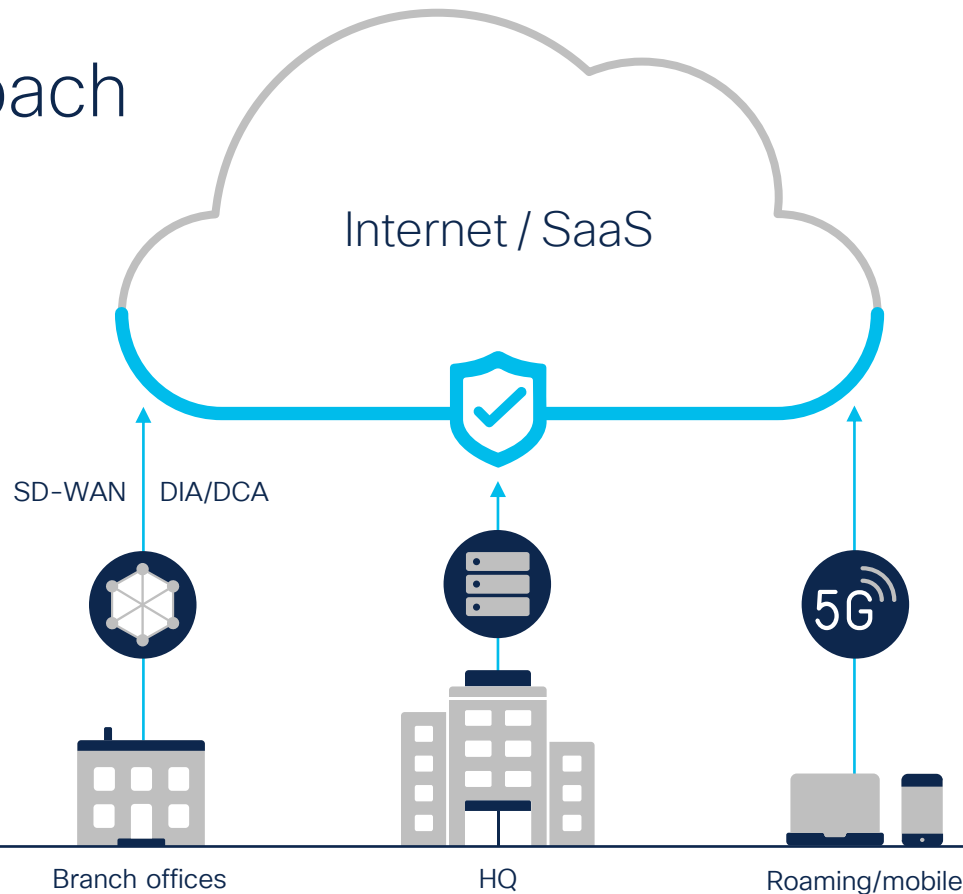 oach
Internet / SaaS
SD-WAN DIA/DCA
5G
Branch offices HQ Roaming/mobile